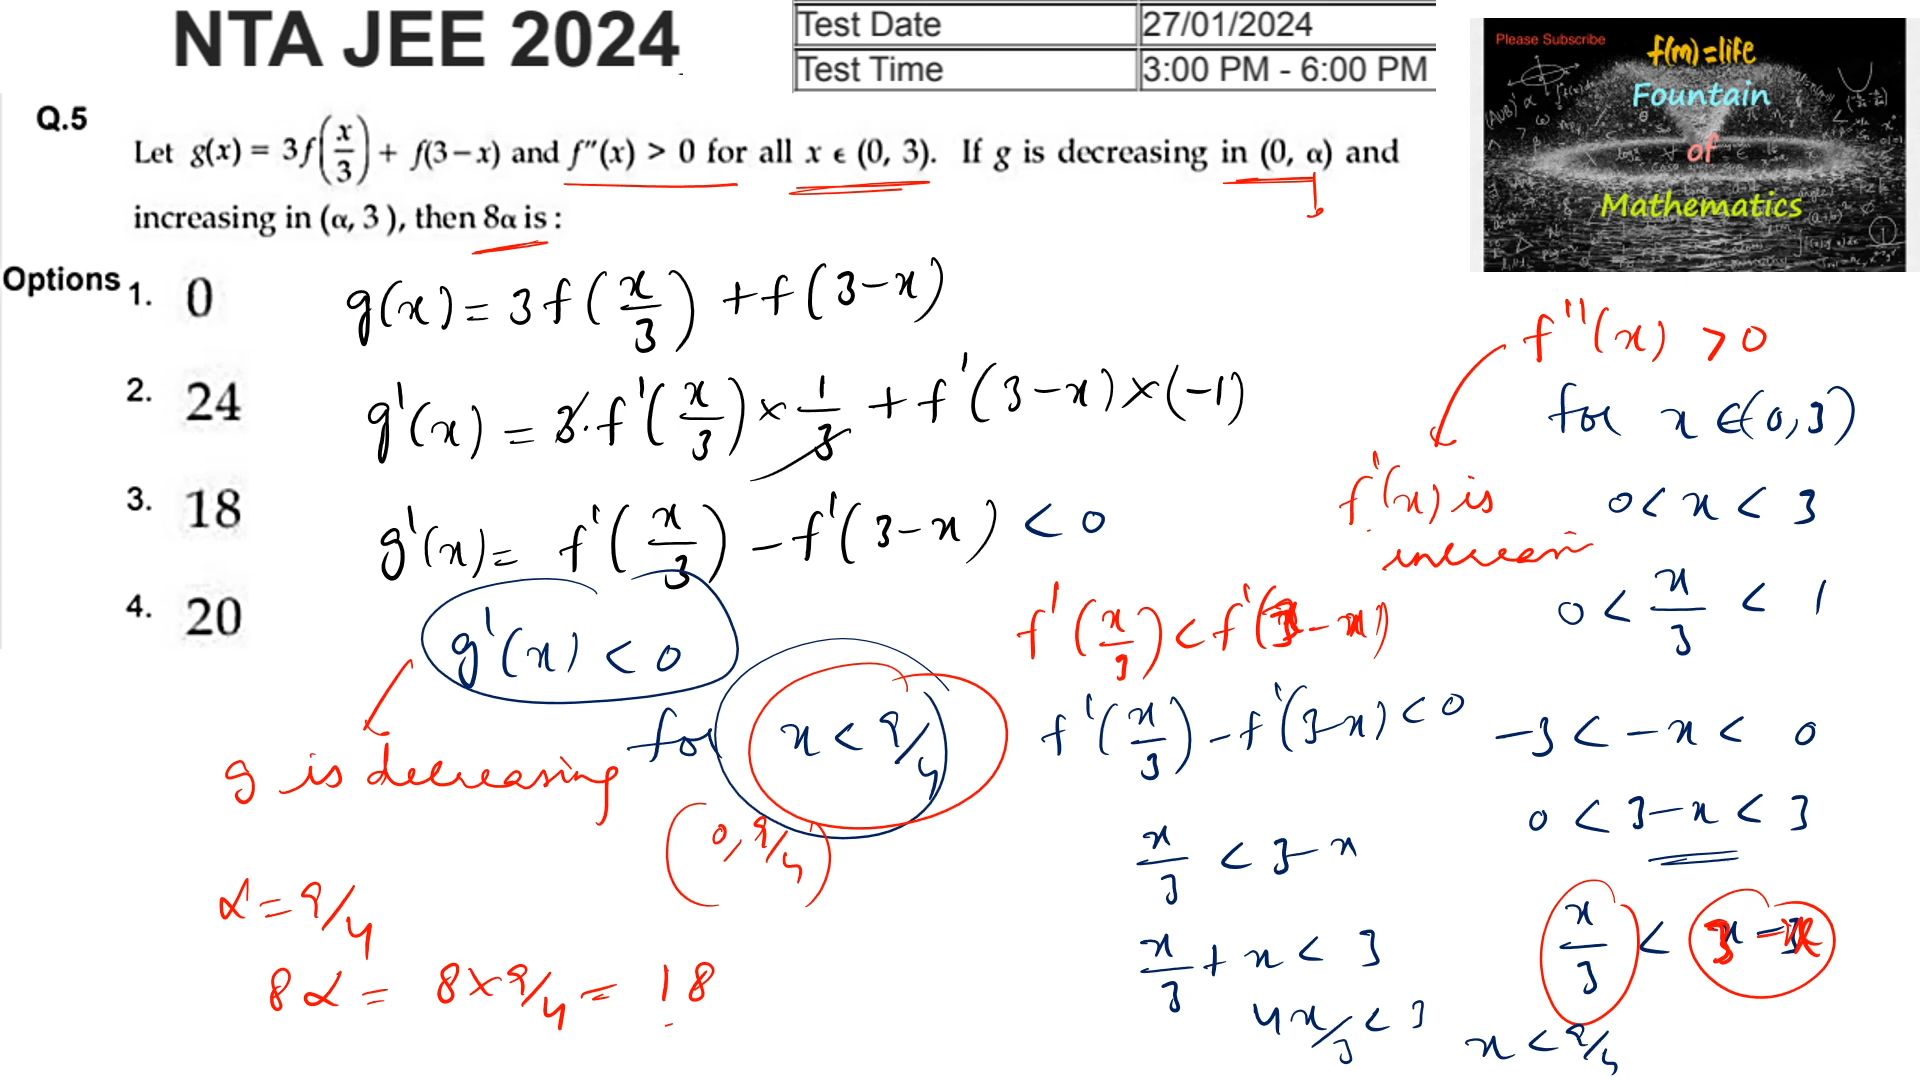 NTA JEE 2024
Test Date 27/01/2024
Test Time 3:00 PM - 6:00 PM
Please Subscribe
f(m)=life
Fountain
of
Mathematics
Q.5
Let g(x) = 3f(x/3) + f(3−x) and f″(x) > 0 for all x ϵ (0, 3). If g is decreasing in (0, α) and
increasing in (α, 3 ), then 8α is :
Options
1. 0
2. 24
3. 18
4. 20
g(x) = 3f(x/3) + f(3−x)
g'(x) = 3·f'(x/3) × 1/3 + f'(3−x)×(−1)
g'(x) = f'(x/3) − f'(3−x) < 0
g'(x) < 0
for x < 9/4
g is decreasing
(0, 9/4)
α = 9/4
8α = 8×9/4 = 18
f''(x) > 0
for x ∈ (0,3)
f'(x) is
0 < x < 3
0 < x/3 < 1
f'(x/3) < f'(3−x)
f'(x/3) − f'(3−x) < 0
−3 < −x < 0
0 < 3−x < 3
x/3 < 3−x
x/3 < 3−x
x/3 + x < 3
4x/3 < 3
x < 9/4